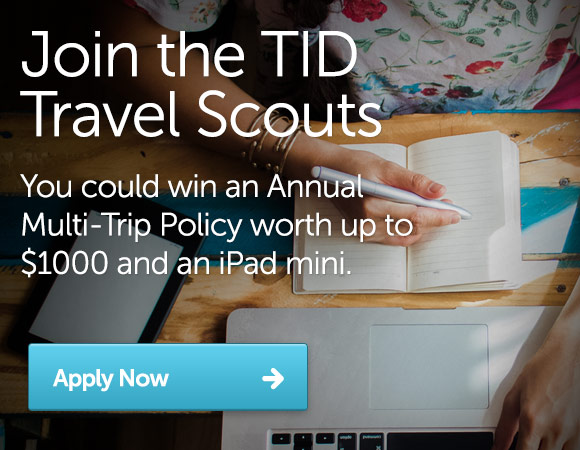 Join the TID
Travel Scouts
You could win an Annual
Multi-Trip Policy worth up to
$1000 and an iPad mini.
Apply Now